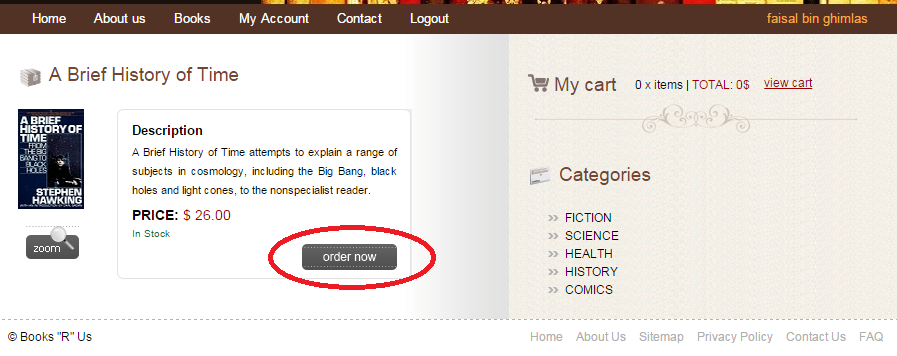 Home About us Books My Account Contact Logout faisal bin ghimlas
A Brief History of Time
A BRIEF
HISTORY OF
TIME
FROM THE
BIG BANG TO
BLACK
HOLES
STEPHEN
HAWKING
zoom
Description
A Brief History of Time attempts to explain a range of
subjects in cosmology, including the Big Bang, black
holes and light cones, to the nonspecialist reader.
PRICE: $ 26.00
In Stock
order now
My cart 0 x items | TOTAL: 0$ view cart
Categories
FICTION
SCIENCE
HEALTH
HISTORY
COMICS
© Books "R" Us Home About Us Sitemap Privacy Policy Contact Us FAQ